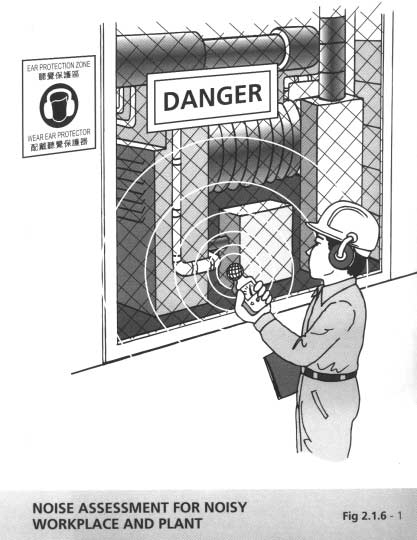 EAR PROTECTION ZONE
聽覺保護區
WEAR EAR PROTECTOR
配戴聽覺保護器
DANGER
NOISE ASSESSMENT FOR NOISY
WORKPLACE AND PLANT
Fig 2.1.6 - 1